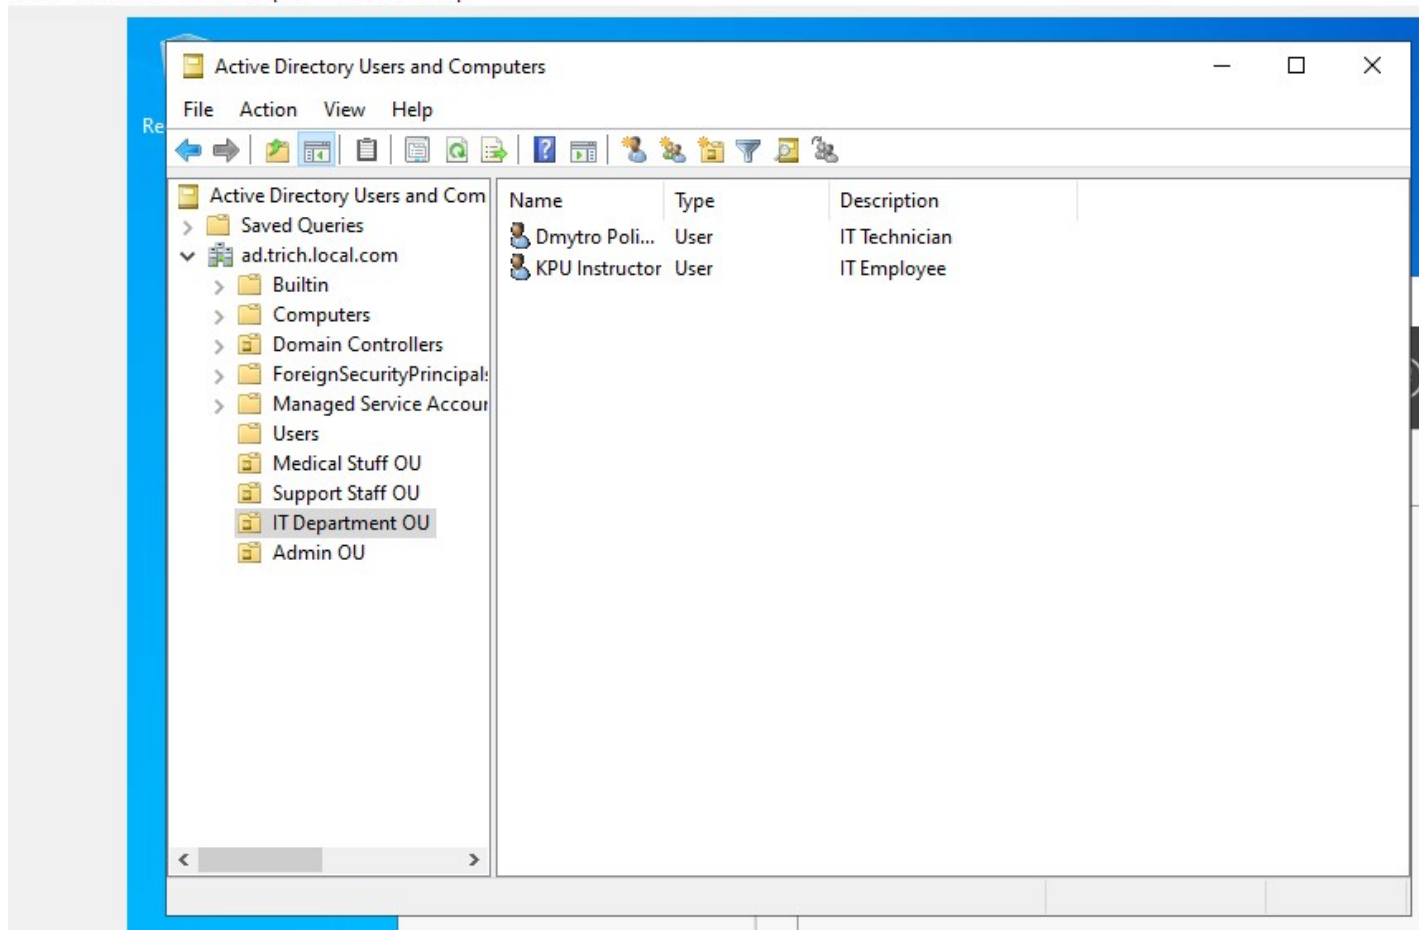 Active Directory Users and Computers
File Action View Help
Re
Active Directory Users and Com
Saved Queries
ad.trich.local.com
Builtin
Computers
Domain Controllers
ForeignSecurityPrincipals
Managed Service Accour
Users
Medical Stuff OU
Support Staff OU
IT Department OU
Admin OU
Name Type Description
Dmytro Poli... User IT Technician
KPU Instructor User IT Employee